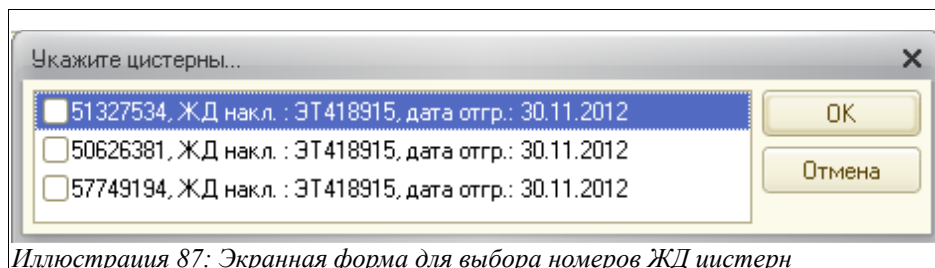 Укажите цистерны...
51327534, ЖД накл. : ЭТ418915, дата отгр.: 30.11.2012
ОК
50626381, ЖД накл. : ЭТ418915, дата отгр.: 30.11.2012
57749194, ЖД накл. : ЭТ418915, дата отгр.: 30.11.2012
Отмена
Иллюстрация 87: Экранная форма для выбора номеров ЖД цистерн